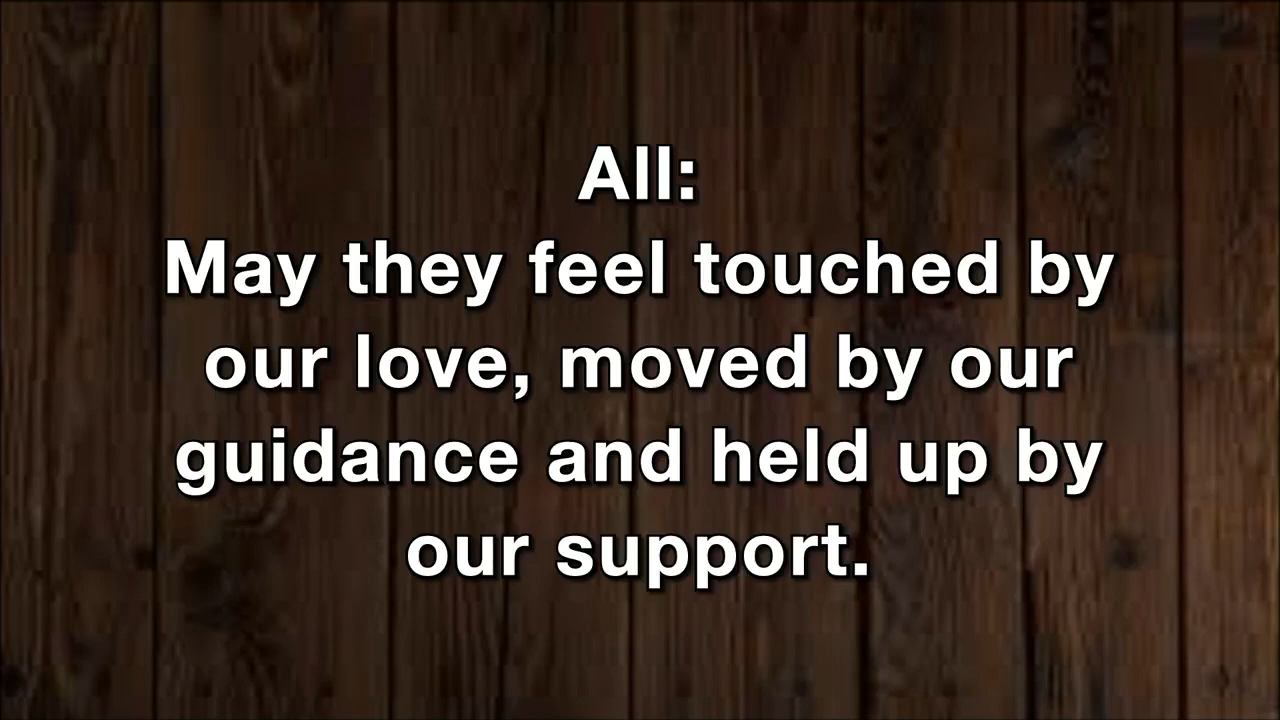 All:
May they feel touched by
our love, moved by our
guidance and held up by
our support.